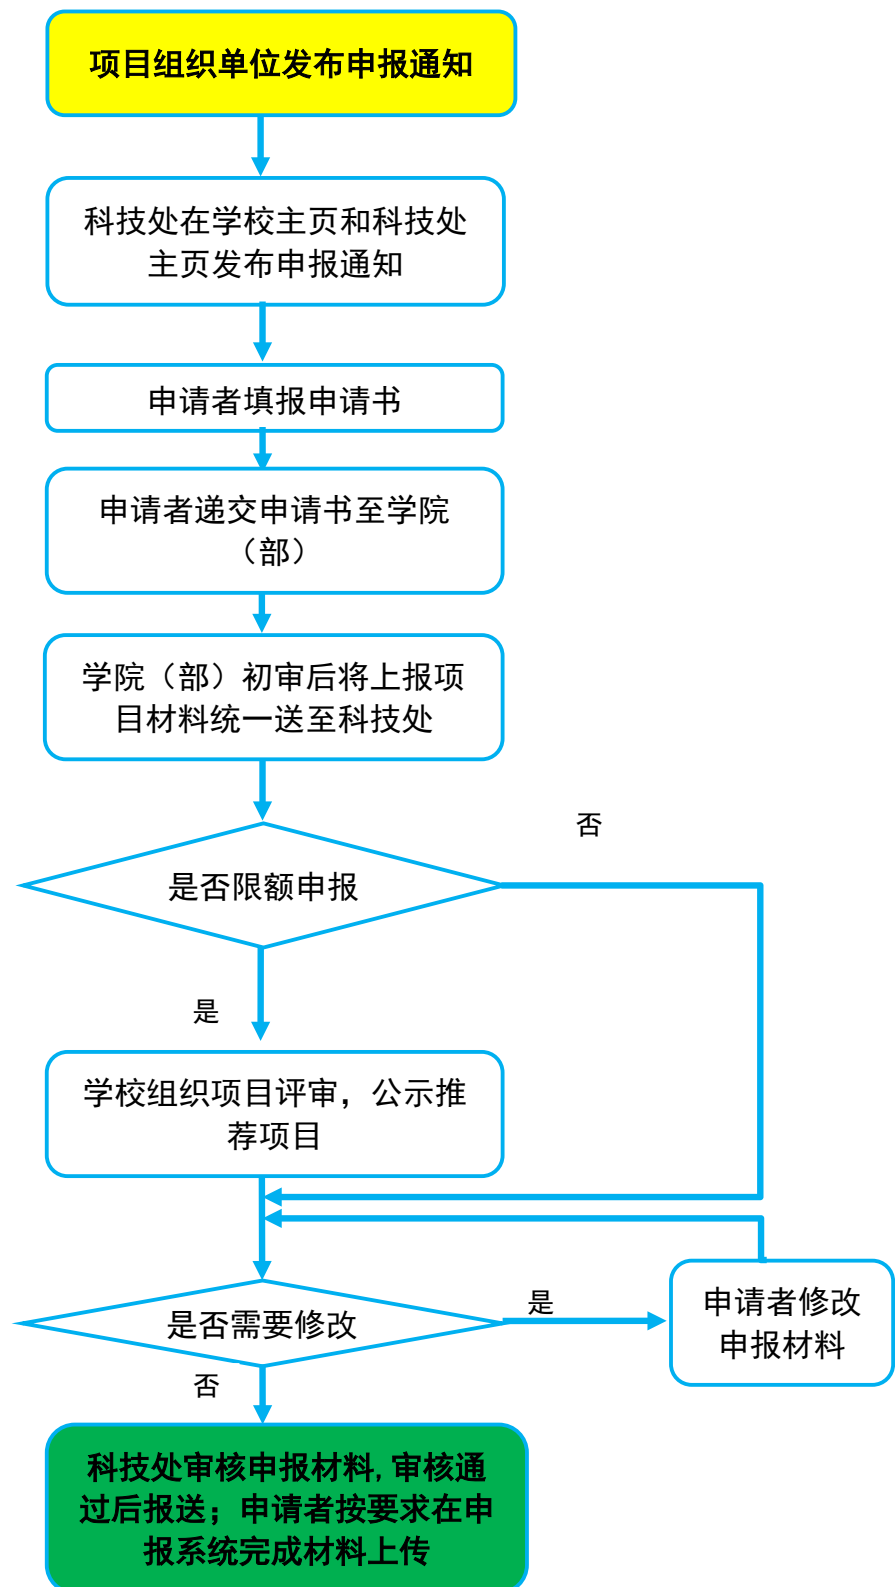 项目组织单位发布申报通知
科技处在学校主页和科技处
主页发布申报通知
申请者填报申请书
申请者递交申请书至学院
（部）
学院（部）初审后将上报项
目材料统一送至科技处
否
是否限额申报
是
学校组织项目评审，公示推
荐项目
是
是否需要修改
申请者修改
申报材料
否
科技处审核申报材料,审核通
过后报送；申请者按要求在申
报系统完成材料上传